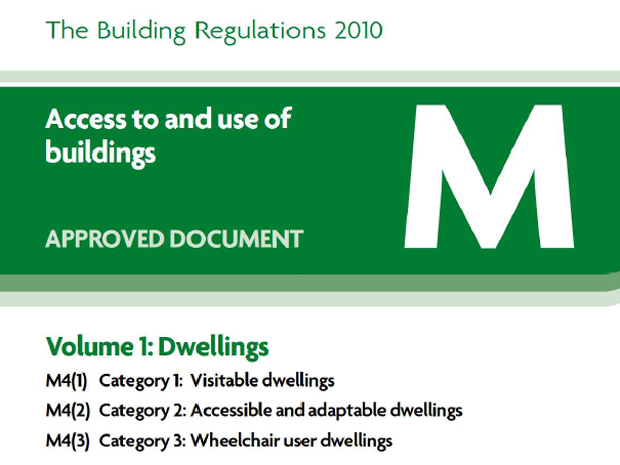 The Building Regulations 2010
Access to and use of
buildings
M
APPROVED DOCUMENT
Volume 1: Dwellings
M4(1) Category 1: Visitable dwellings
M4(2) Category 2: Accessible and adaptable dwellings
M4(3) Category 3: Wheelchair user dwellings